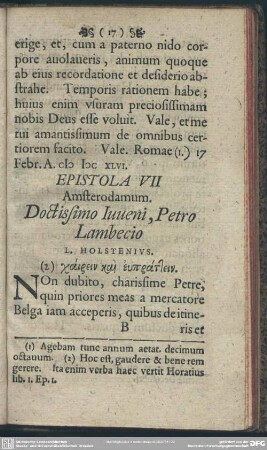 (17)
erige, et, cum a paterno nido cor-
pore auolaueris, animum quoque
ab eius recordatione et desiderio ab-
strahe. Temporis rationem habe;
huius enim vſuram precioſiſſimam
nobis Deus eſſe voluit. Vale, et me
tui amantiſſimum de omnibus cer-
tiorem facito. Vale. Romae (1.) 17
Febr. A. cIɔ Iɔc XLVI.
EPISTOLA VII
Amſterodamum.
Doctiſſimo Iuueni, Petro
Lambecio
L. HOLSTENIVS.
(2) χαίρειν καὶ εὐπράττειν.
NOn dubito, chariſſime Petre,
quin priores meas a mercatore
Belga iam acceperis, quibus de itine-
B ris et
(1) Agebam tunc annum aetat. decimum
octauum. (2) Hoc eſt, gaudere & bene rem
gerere. Ita enim verba haec vertit Horatius
lib. 1. Ep. 1.